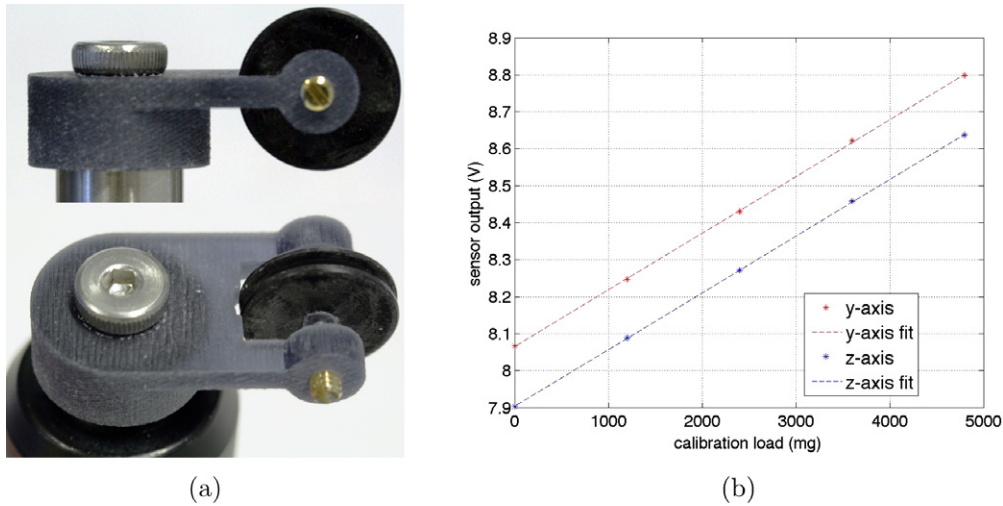 8.9
8.8
8.7
8.6
8.5
8.4
8.3
8.2
8.1
8
7.9
sensor output (V)
0
1000
2000
3000
4000
5000
calibration load (mg)
y-axis
y-axis fit
z-axis
z-axis fit
(a)
(b)